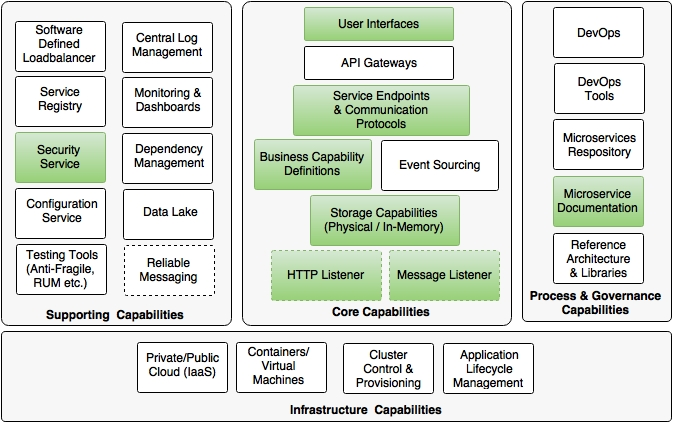 Software
Defined
Loadbalancer
Central Log
Management
Service
Registry
Monitoring &
Dashboards
Security
Service
Dependency
Management
Configuration
Service
Data Lake
Testing Tools
(Anti-Fragile,
RUM etc.)
Reliable
Messaging
Supporting Capabilities
User Interfaces
API Gateways
Service Endpoints
& Communication
Protocols
Business Capability
Definitions
Event Sourcing
Storage Capabilities
(Physical / In-Memory)
HTTP Listener
Message Listener
Core Capabilities
DevOps
DevOps
Tools
Microservices
Respository
Microservice
Documentation
Reference
Architecture
& Libraries
Process & Governance
Capabilities
Private/Public
Cloud (IaaS)
Containers/
Virtual
Machines
Cluster
Control &
Provisioning
Application
Lifecycle
Management
Infrastructure Capabilities